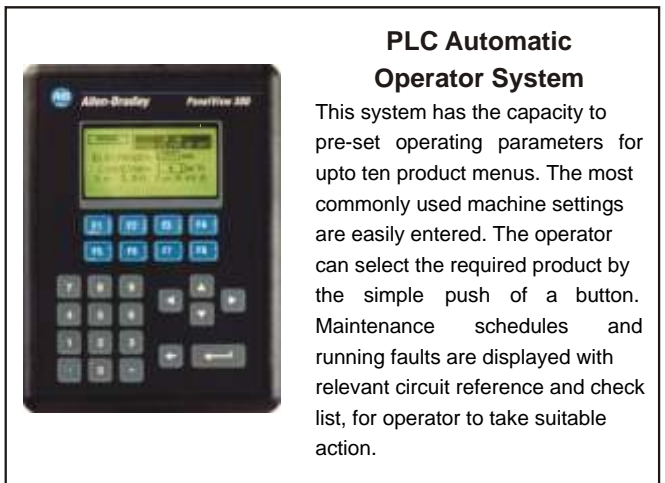 PLC Automatic
Operator System
This system has the capacity to
pre-set operating parameters for
upto ten product menus. The most
commonly used machine settings
are easily entered. The operator
can select the required product by
the simple push of a button.
Maintenance schedules and
running faults are displayed with
relevant circuit reference and check
list, for operator to take suitable
action.
Allen-Bradley PanelView 300
F1 F2 F3 F4
F5 F6 F7 F8
7 8 9
4 5 6
1 2 3
. 0 -